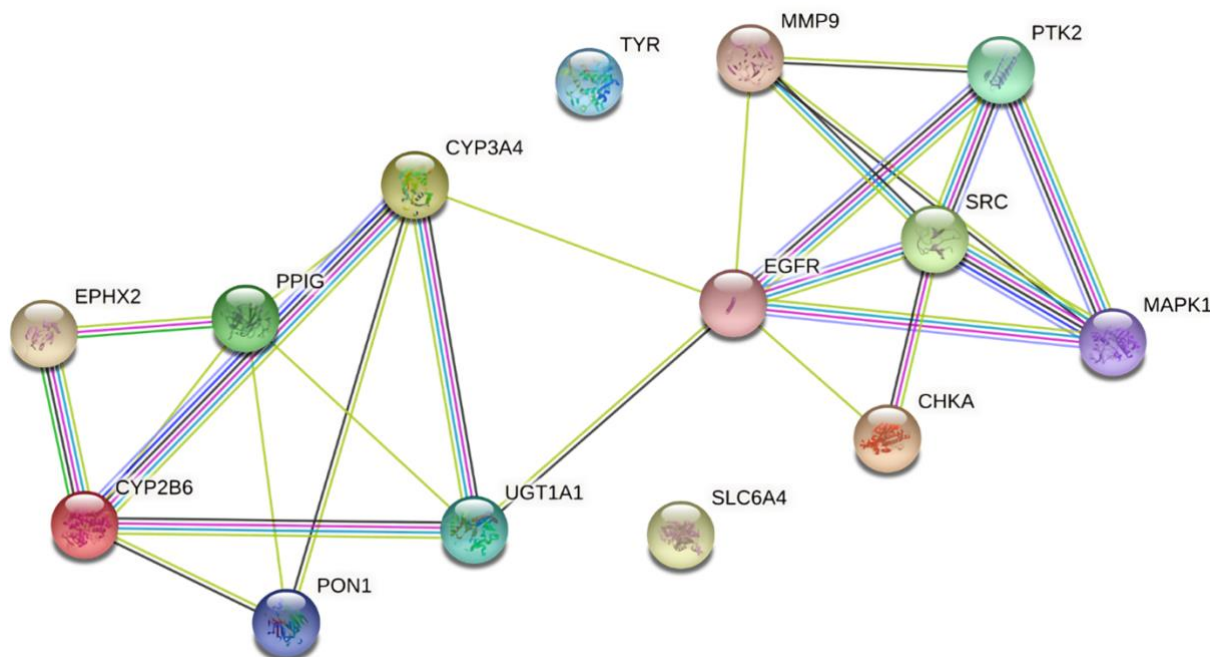 MMP9
PTK2
TYR
CYP3A4
SRC
EGFR
PPIG
EPHX2
MAPK1
CHKA
CYP2B6
UGT1A1
SLC6A4
PON1